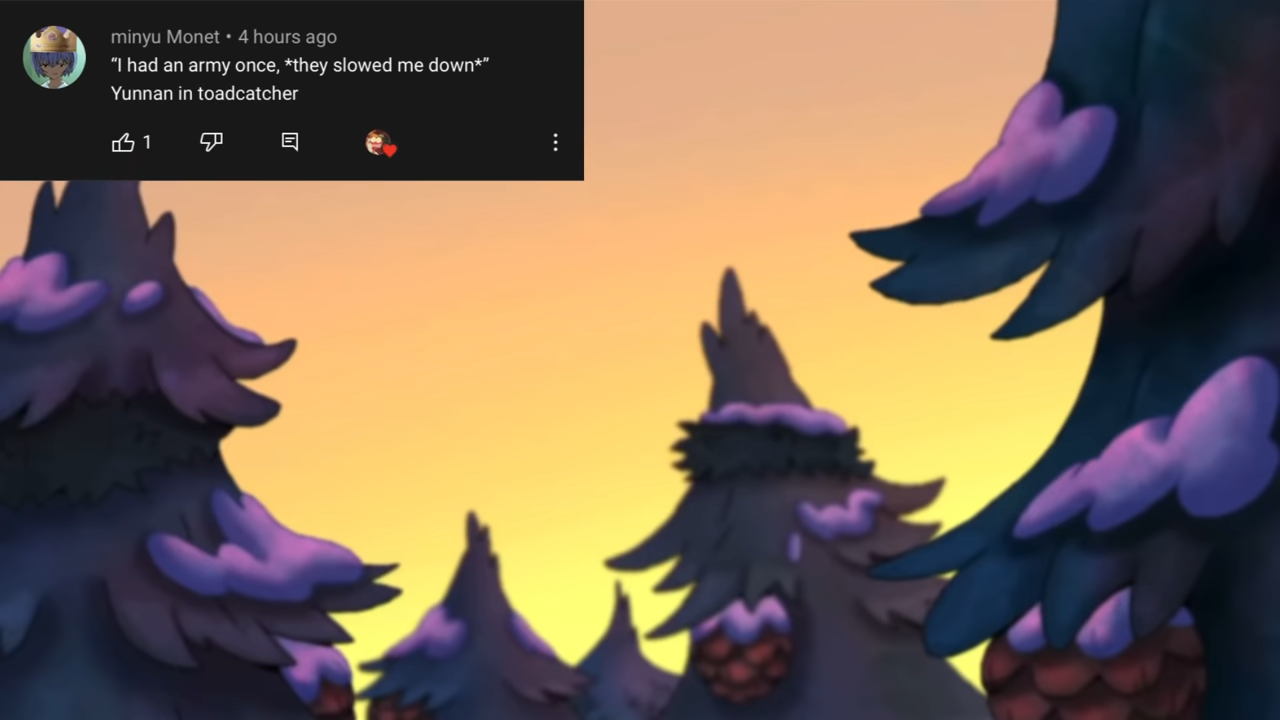 minyu Monet • 4 hours ago
“I had an army once, *they slowed me down*”
Yunnan in toadcatcher
1